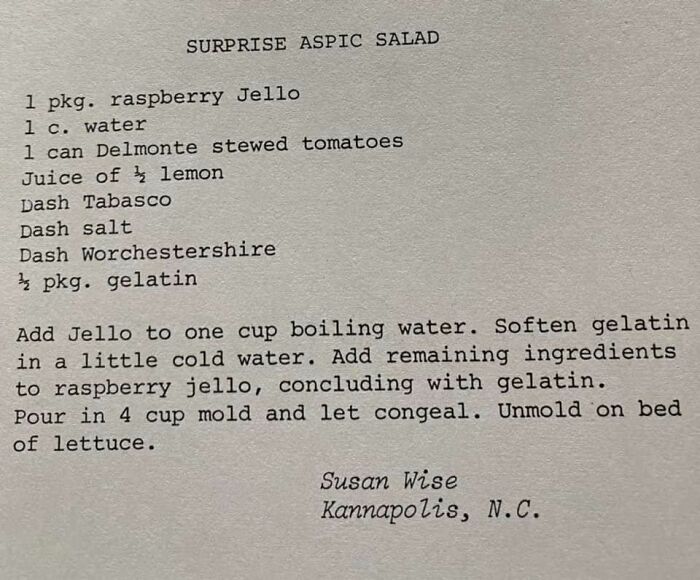 SURPRISE ASPIC SALAD
1 pkg. raspberry Jello
1 c. water
1 can Delmonte stewed tomatoes
Juice of ½ lemon
Dash Tabasco
Dash salt
Dash Worchestershire
½ pkg. gelatin
Add Jello to one cup boiling water. Soften gelatin
in a little cold water. Add remaining ingredients
to raspberry jello, concluding with gelatin.
Pour in 4 cup mold and let congeal. Unmold on bed
of lettuce.
Susan Wise
Kannapolis, N.C.